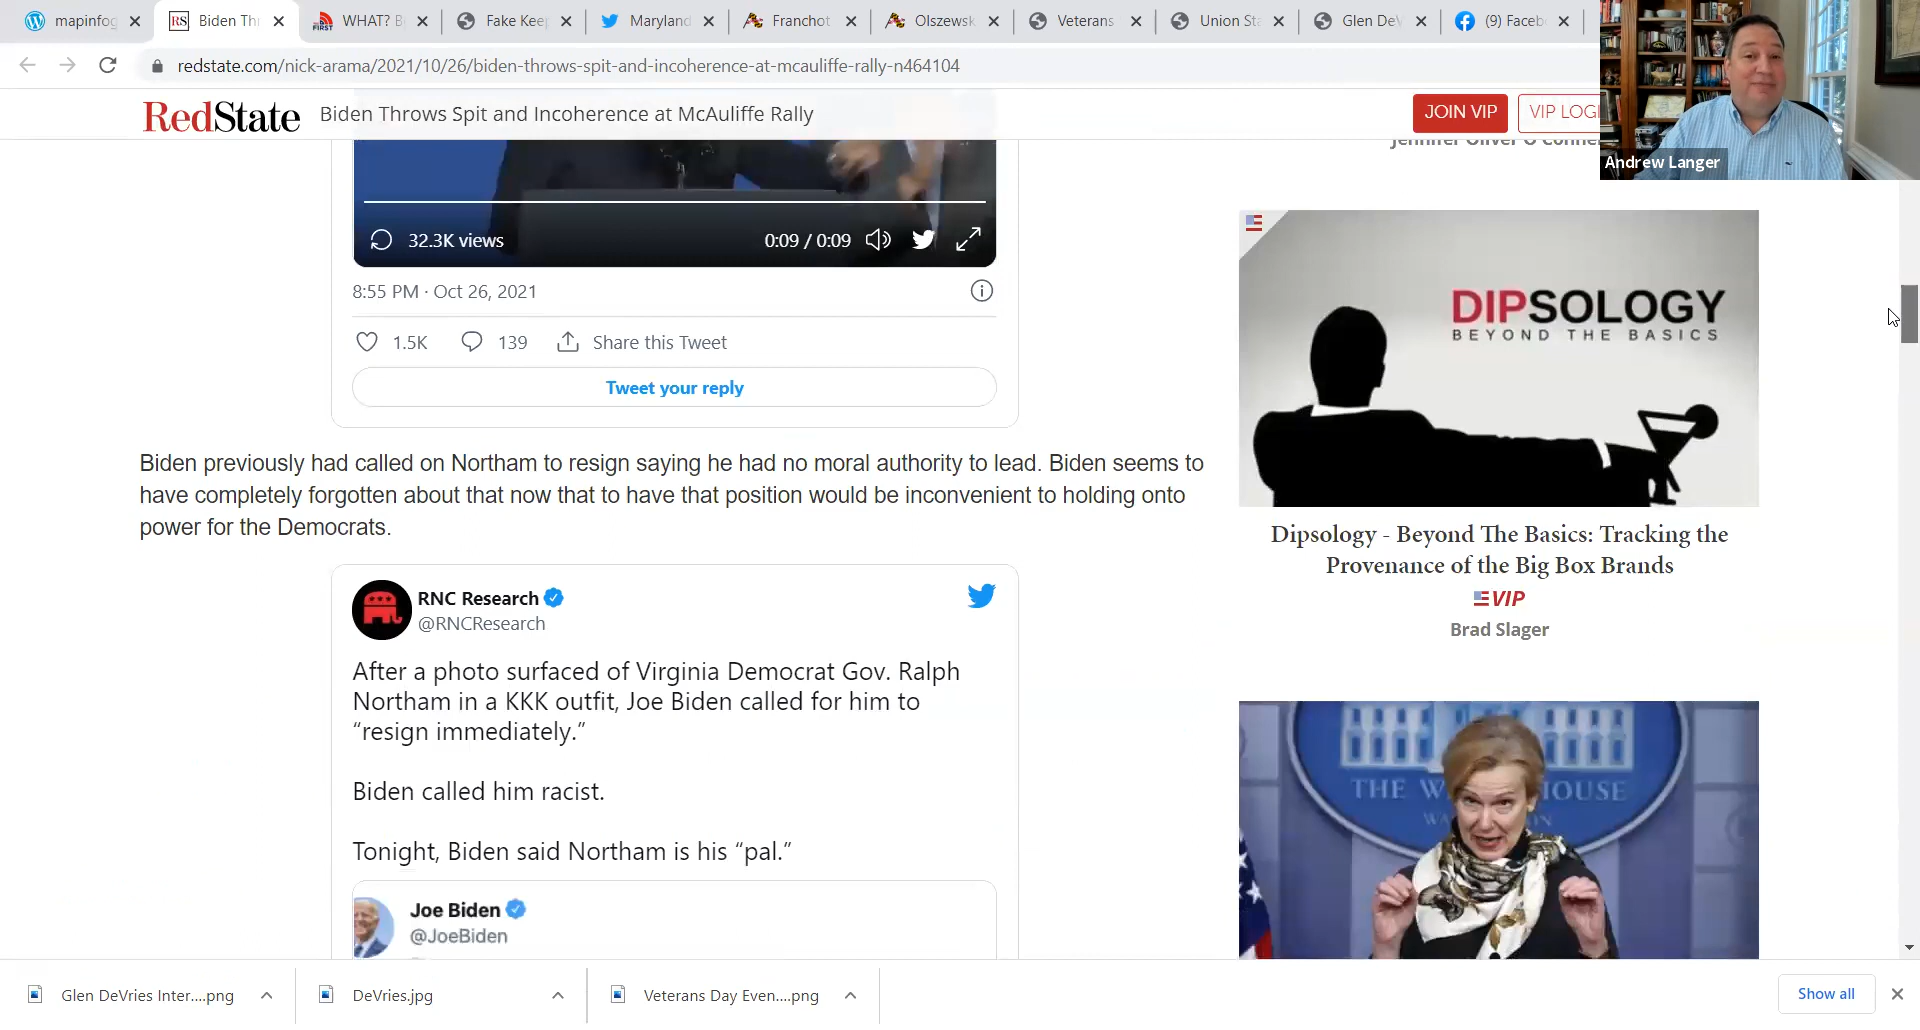 mapinfog
Biden Thr
WHAT? B
Fake Keep
Maryland
Franchot
Olszewsk
Veterans
Union Sta
Glen DeV
(9) Faceb
redstate.com/nick-arama/2021/10/26/biden-throws-spit-and-incoherence-at-mcauliffe-rally-n464104
RedState
Biden Throws Spit and Incoherence at McAuliffe Rally
JOIN VIP
VIP LOGI
Andrew Langer
32.3K views
0:09 / 0:09
8:55 PM · Oct 26, 2021
1.5K
139
Share this Tweet
Tweet your reply
Biden previously had called on Northam to resign saying he had no moral authority to lead. Biden seems to
have completely forgotten about that now that to have that position would be inconvenient to holding onto
power for the Democrats.
RNC Research
@RNCResearch
After a photo surfaced of Virginia Democrat Gov. Ralph
Northam in a KKK outfit, Joe Biden called for him to
“resign immediately.”
Biden called him racist.
Tonight, Biden said Northam is his “pal.”
Joe Biden
@JoeBiden
DIPSOLOGY
BEYOND THE BASICS
Dipsology - Beyond The Basics: Tracking the
Provenance of the Big Box Brands
VIP
Brad Slager
THE W HOUSE
Glen DeVries Inter....png
DeVries.jpg
Veterans Day Even....png
Show all